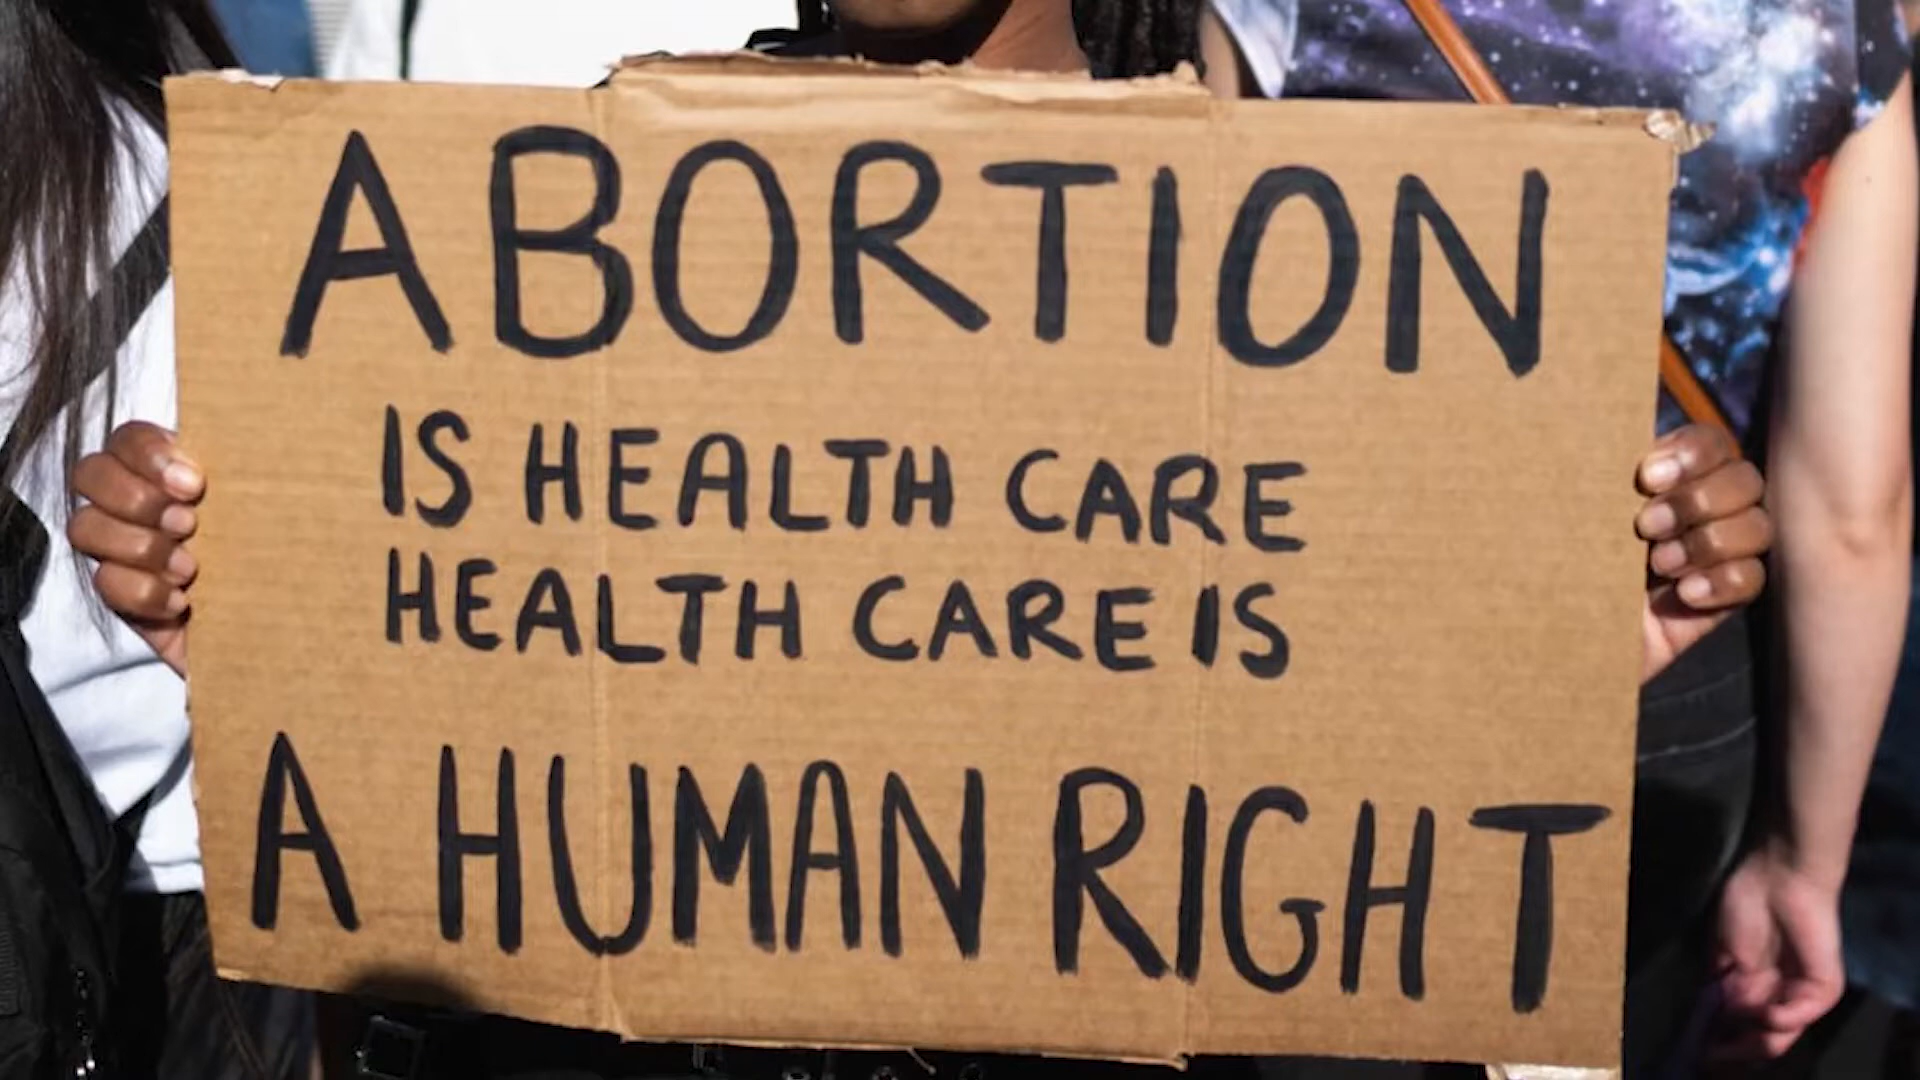 ABORTION
IS HEALTH CARE
HEALTH CARE IS
A HUMAN RIGHT